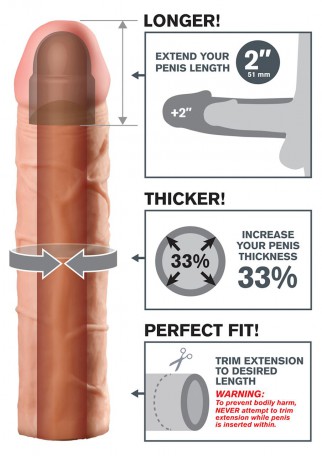 LONGER!
EXTEND YOUR
PENIS LENGTH
2″
51 mm
+2″
THICKER!
33%
INCREASE
YOUR PENIS
THICKNESS
33%
PERFECT FIT!
TRIM EXTENSION
TO DESIRED
LENGTH
WARNING:
To prevent bodily harm,
NEVER attempt to trim
extension while penis
is inserted within.